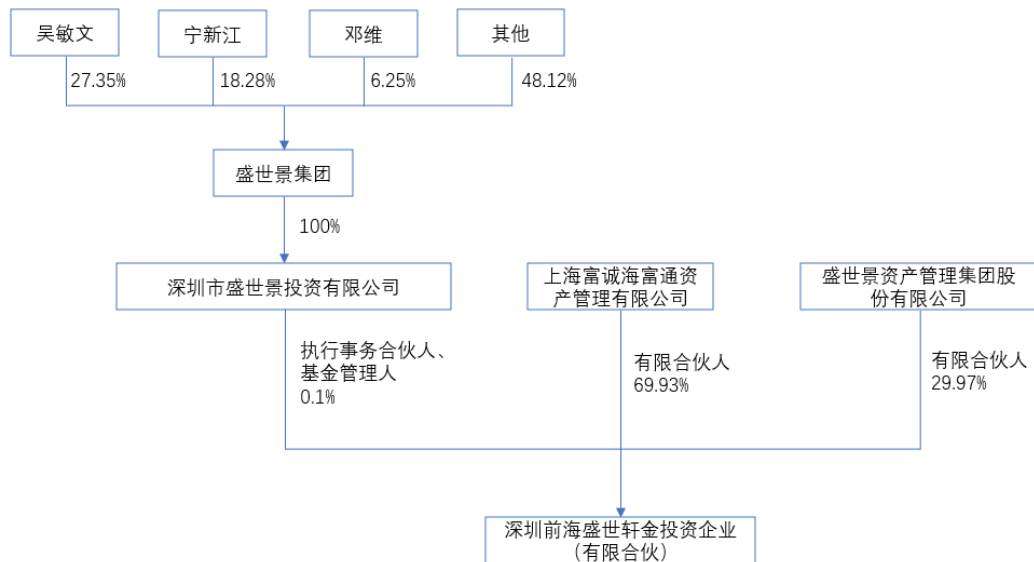 吴敏文
宁新江
邓维
其他
27.35%
18.28%
6.25%
48.12%
盛世景集团
100%
深圳市盛世景投资有限公司
上海富诚海富通资
产管理有限公司
盛世景资产管理集团股
份有限公司
执行事务合伙人、
基金管理人
0.1%
有限合伙人
69.93%
有限合伙人
29.97%
深圳前海盛世轩金投资企业
（有限合伙）